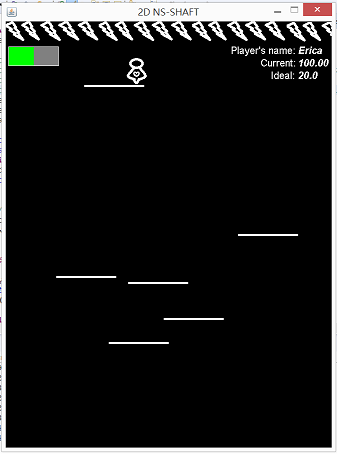 2D NS-SHAFT
Player's name: Erica
Current: 100.00
Ideal: 20.0